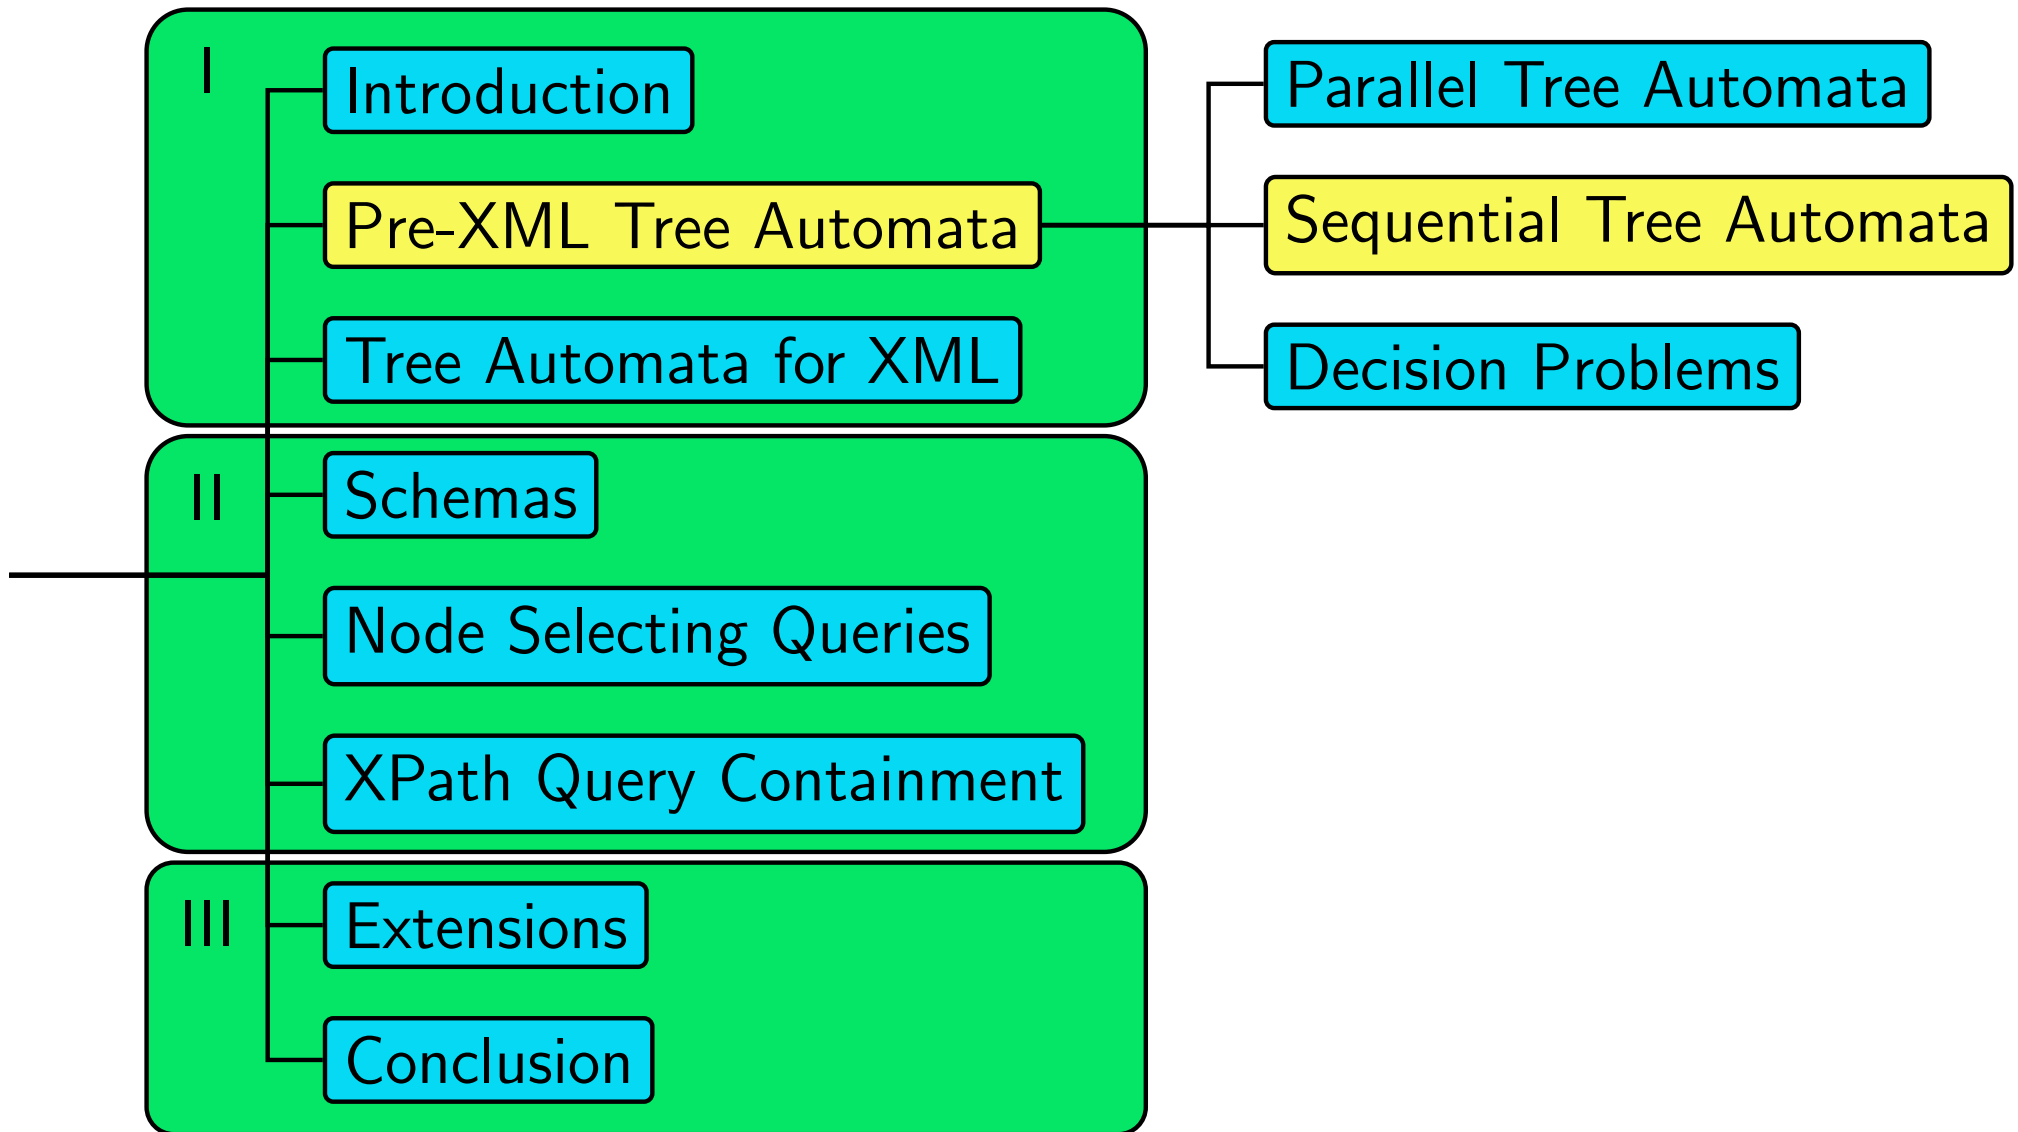 I
Introduction
Pre-XML Tree Automata
Tree Automata for XML
Parallel Tree Automata
Sequential Tree Automata
Decision Problems
II
Schemas
Node Selecting Queries
XPath Query Containment
III
Extensions
Conclusion